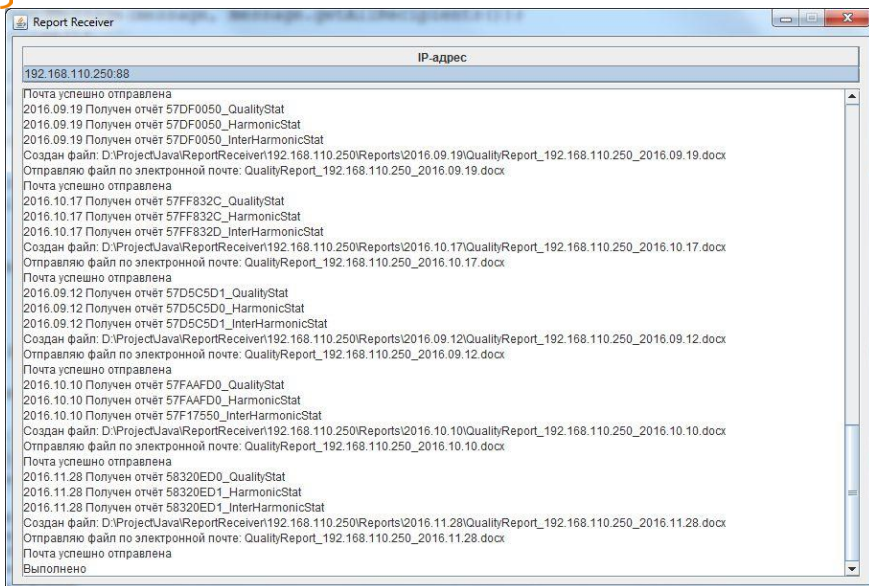 message, message.getAllRecipients());
Report Receiver
IP-адрес
192.168.110.250:88
Почта успешно отправлена
2016.09.19 Получен отчёт 57DF0050_QualityStat
2016.09.19 Получен отчёт 57DF0050_HarmonicStat
2016.09.19 Получен отчёт 57DF0050_InterHarmonicStat
Создан файл: D:\Project\Java\ReportReceiver\192.168.110.250\Reports\2016.09.19\QualityReport_192.168.110.250_2016.09.19.docx
Отправляю файл по электронной почте: QualityReport_192.168.110.250_2016.09.19.docx
Почта успешно отправлена
2016.10.17 Получен отчёт 57FF832C_QualityStat
2016.10.17 Получен отчёт 57FF832C_HarmonicStat
2016.10.17 Получен отчёт 57FF832D_InterHarmonicStat
Создан файл: D:\Project\Java\ReportReceiver\192.168.110.250\Reports\2016.10.17\QualityReport_192.168.110.250_2016.10.17.docx
Отправляю файл по электронной почте: QualityReport_192.168.110.250_2016.10.17.docx
Почта успешно отправлена
2016.09.12 Получен отчёт 57D5C5D1_QualityStat
2016.09.12 Получен отчёт 57D5C5D0_HarmonicStat
2016.09.12 Получен отчёт 57D5C5D1_InterHarmonicStat
Создан файл: D:\Project\Java\ReportReceiver\192.168.110.250\Reports\2016.09.12\QualityReport_192.168.110.250_2016.09.12.docx
Отправляю файл по электронной почте: QualityReport_192.168.110.250_2016.09.12.docx
Почта успешно отправлена
2016.10.10 Получен отчёт 57FAAFD0_QualityStat
2016.10.10 Получен отчёт 57FAAFD0_HarmonicStat
2016.10.10 Получен отчёт 57F17550_InterHarmonicStat
Создан файл: D:\Project\Java\ReportReceiver\192.168.110.250\Reports\2016.10.10\QualityReport_192.168.110.250_2016.10.10.docx
Отправляю файл по электронной почте: QualityReport_192.168.110.250_2016.10.10.docx
Почта успешно отправлена
2016.11.28 Получен отчёт 58320ED0_QualityStat
2016.11.28 Получен отчёт 58320ED1_HarmonicStat
2016.11.28 Получен отчёт 58320ED1_InterHarmonicStat
Создан файл: D:\Project\Java\ReportReceiver\192.168.110.250\Reports\2016.11.28\QualityReport_192.168.110.250_2016.11.28.docx
Отправляю файл по электронной почте: QualityReport_192.168.110.250_2016.11.28.docx
Почта успешно отправлена
Выполнено